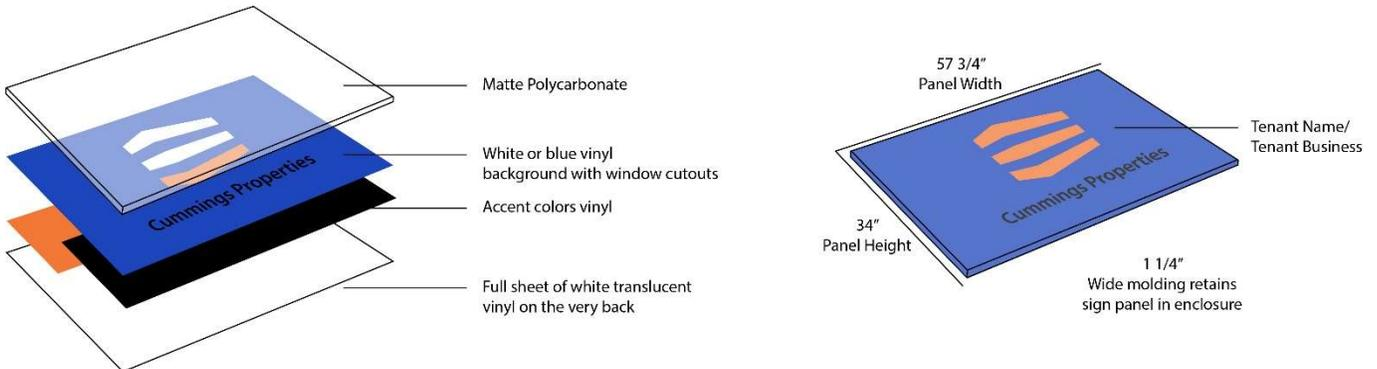 Matte Polycarbonate
White or blue vinyl
background with window cutouts
Accent colors vinyl
Full sheet of white translucent
vinyl on the very back
Cummings Properties
57 3/4"
Panel Width
Tenant Name/
Tenant Business
34"
Panel Height
Cummings Properties
1 1/4"
Wide molding retains
sign panel in enclosure